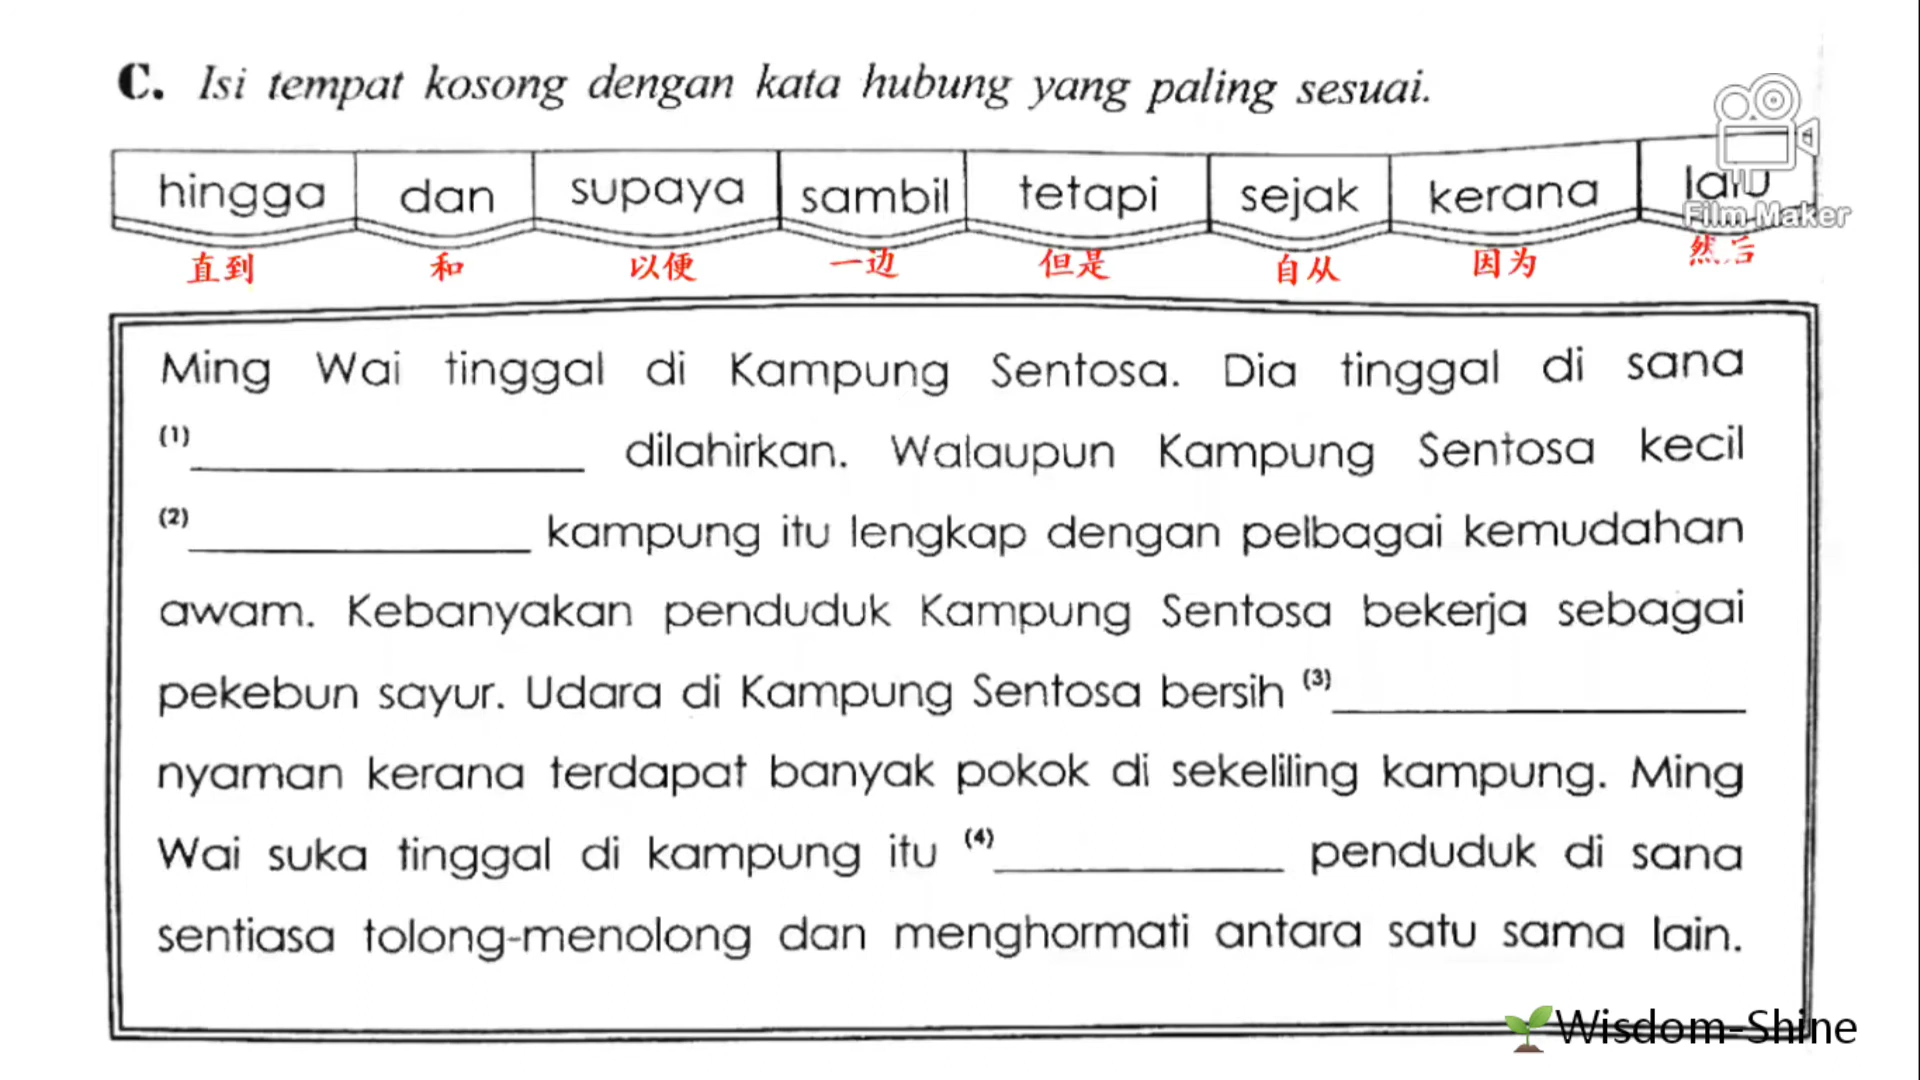 C. Isi tempat kosong dengan kata hubung yang paling sesuai.
hingga dan supaya sambil tetapi sejak kerana lalu
Film Maker
直到 和 以便 一边 但是 自从 因为 然后
Ming Wai tinggal di Kampung Sentosa. Dia tinggal di sana
(1)____________ dilahirkan. Walaupun Kampung Sentosa kecil
(2)____________ kampung itu lengkap dengan pelbagai kemudahan
awam. Kebanyakan penduduk Kampung Sentosa bekerja sebagai
pekebun sayur. Udara di Kampung Sentosa bersih (3)____________
nyaman kerana terdapat banyak pokok di sekeliling kampung. Ming
Wai suka tinggal di kampung itu (4)____________ penduduk di sana
sentiasa tolong-menolong dan menghormati antara satu sama lain.
Wisdom-Shine